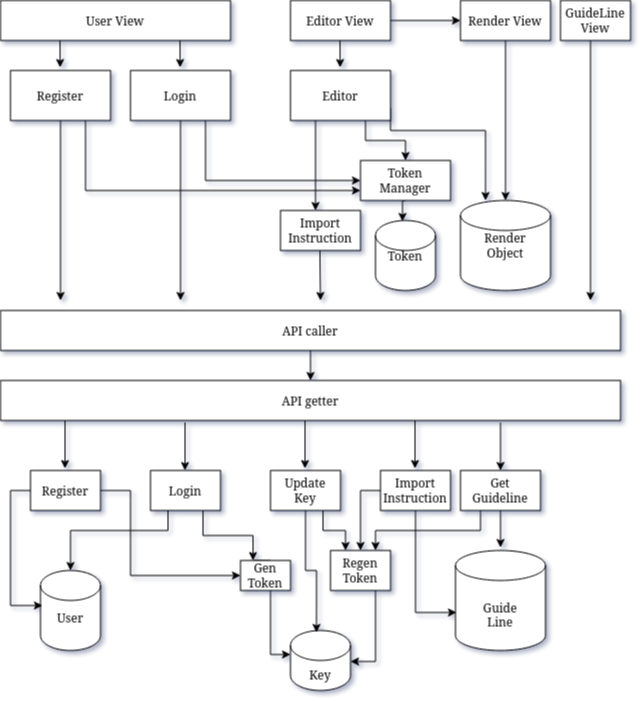 User View
Editor View
Render View
GuideLine
View
Register
Login
Editor
Token
Manager
Import
Instruction
Token
Render
Object
API caller
API getter
Register
Login
Update
Key
Import
Instruction
Get
Guideline
Gen
Token
Regen
Token
User
Guide
Line
Key